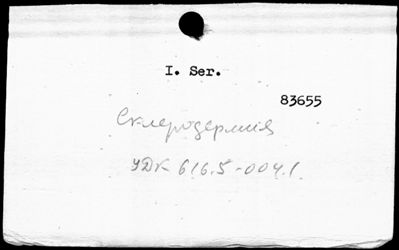 I. Ser.
83655
Склеродермия
УДК 616.5-004.1.